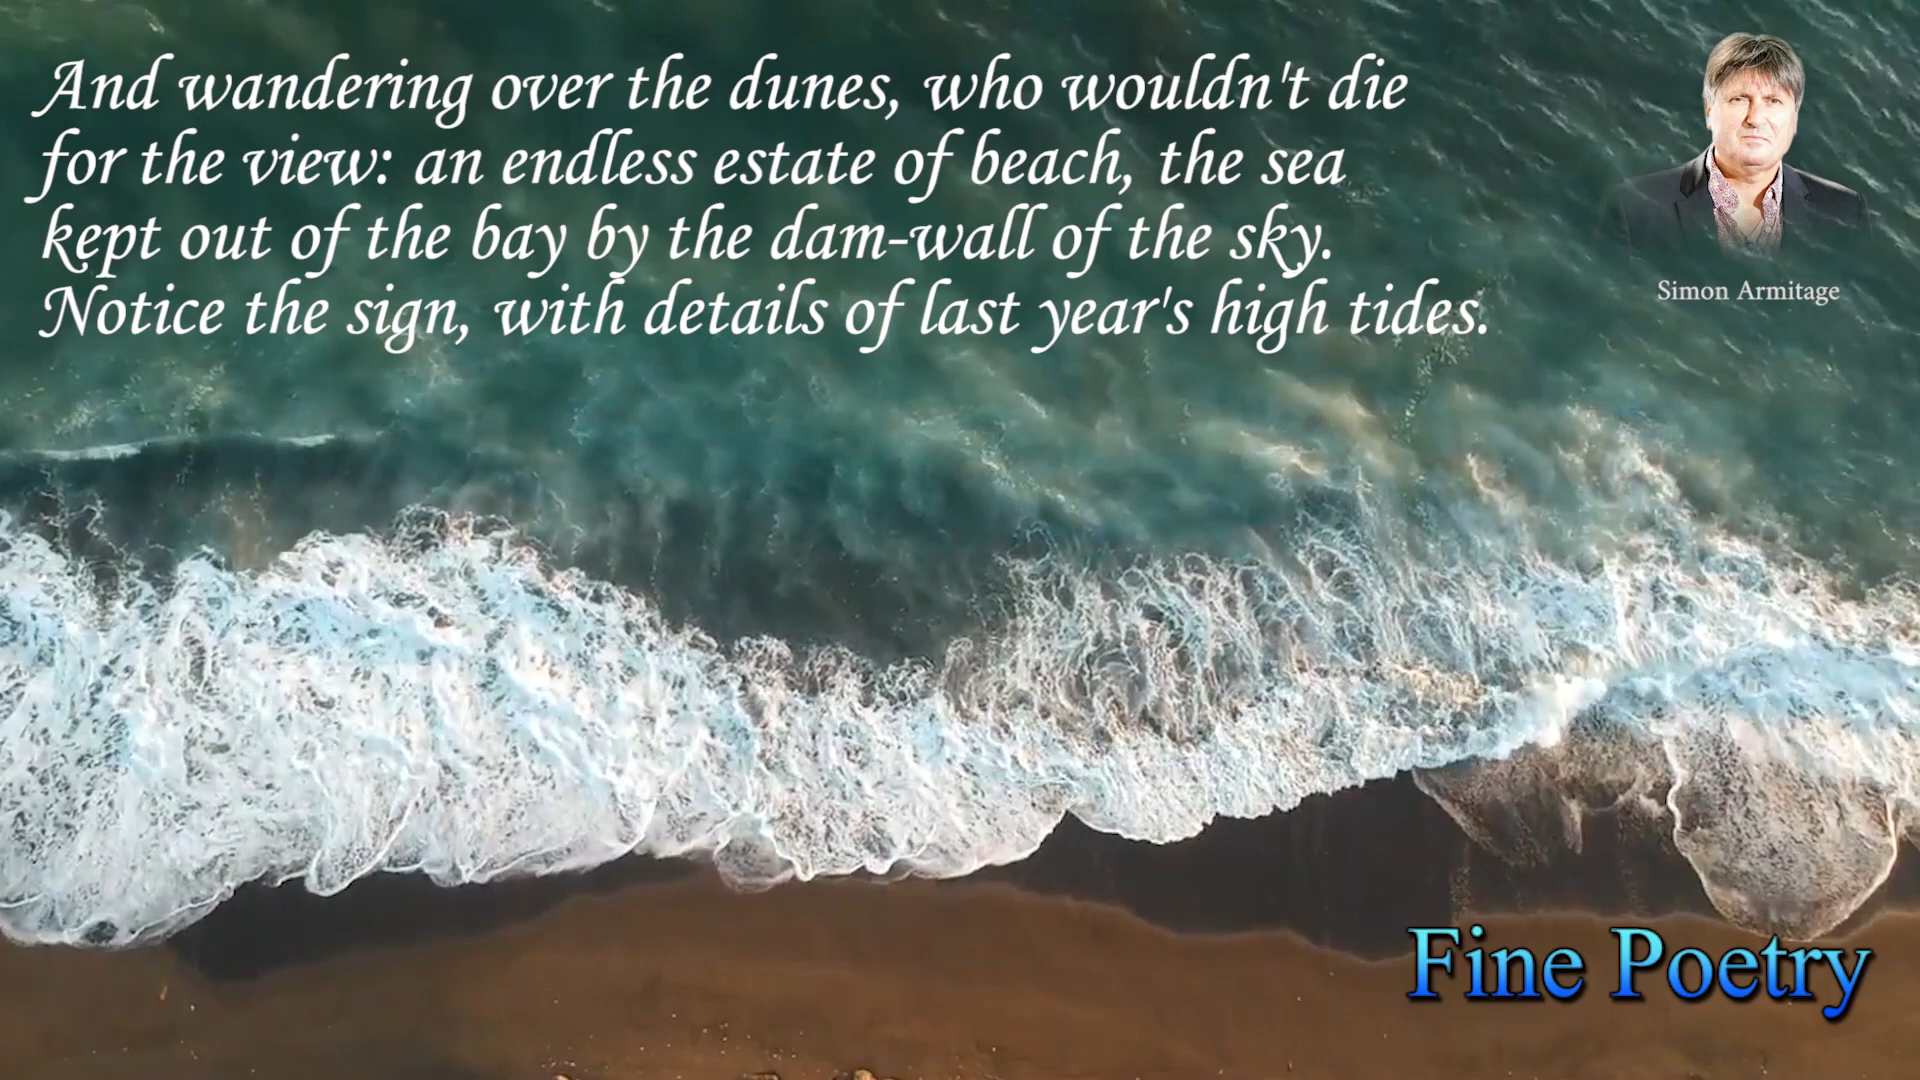 And wandering over the dunes, who wouldn't die
for the view: an endless estate of beach, the sea
kept out of the bay by the dam-wall of the sky.
Notice the sign, with details of last year's high tides.
Simon Armitage
Fine Poetry